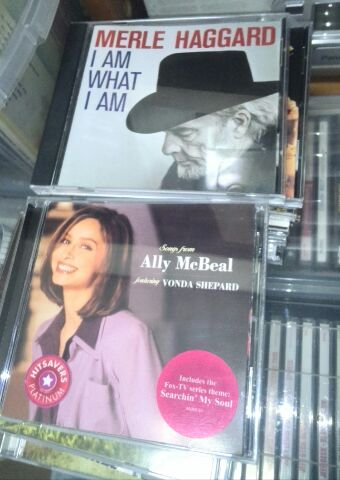 MERLE HAGGARD
I AM
WHAT
I AM
Songs from
Ally McBeal
featuring VONDA SHEPARD
HITSAVERS
PLATINUM
Includes the
Fox-TV series theme:
Searchin' My Soul